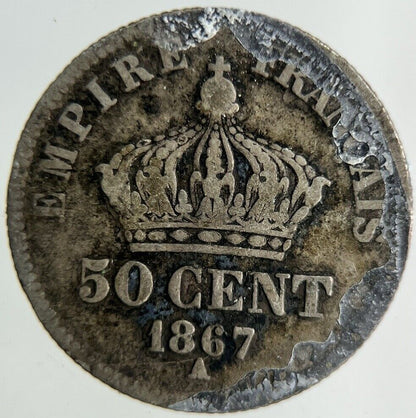 EMPIRE FRANÇAIS
50 CENT
1867
A